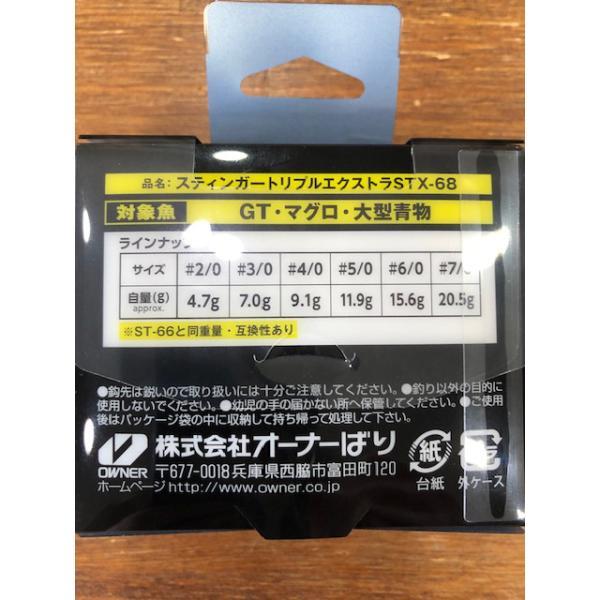 品名:スティンガートリプルエクストラSTX-68
対象魚 GT・マグロ・大型青物
ラインナップ
サイズ #2/0 #3/0 #4/0 #5/0 #6/0 #7/0
自量(g) 4.7g 7.0g 9.1g 11.9g 15.6g 20.5g
approx.
※ST-66と同重量・互換性あり
●鈎先は鋭いので取り扱いには十分ご注意してください。●釣り以外の目的に
使用しないでください。●幼児の手の届かない所へ保管してください。●ご使用
後はパッケージ袋の中に収納して持ち帰って処理して下さい。
OWNER 株式会社オーナーばり
〒677-0018 兵庫県西脇市富田町120
ホームページ http://www.owner.co.jp
紙 プラ
台紙 外ケース